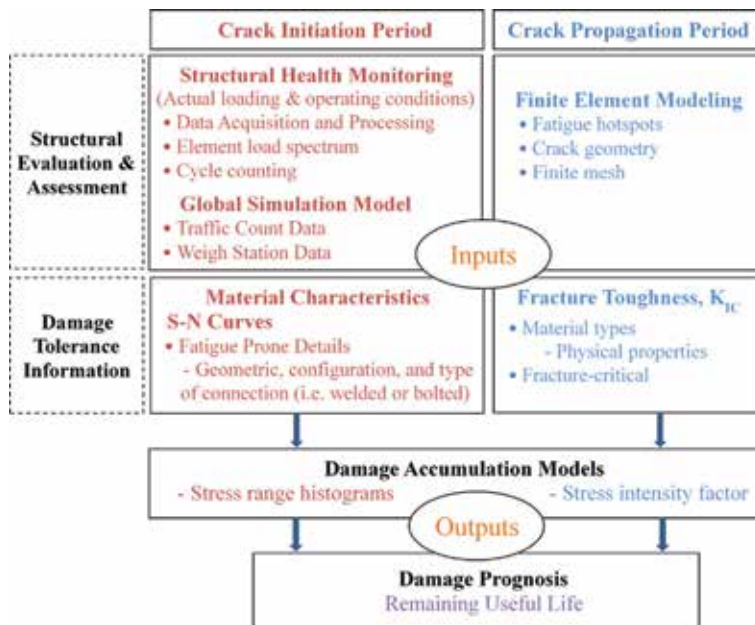 Crack Initiation Period
Crack Propagation Period
Structural
Evaluation &
Assessment
Structural Health Monitoring
(Actual loading & operating conditions)
• Data Acquisition and Processing
• Element load spectrum
• Cycle counting
Global Simulation Model
• Traffic Count Data
• Weigh Station Data
Finite Element Modeling
• Fatigue hotspots
• Crack geometry
• Finite mesh
Inputs
Damage
Tolerance
Information
Material Characteristics
S-N Curves
• Fatigue Prone Details
- Geometric, configuration, and type
of connection (i.e. welded or bolted)
Fracture Toughness, KIC
• Material types
- Physical properties
• Fracture-critical
Damage Accumulation Models
- Stress range histograms
- Stress intensity factor
Outputs
Damage Prognosis
Remaining Useful Life